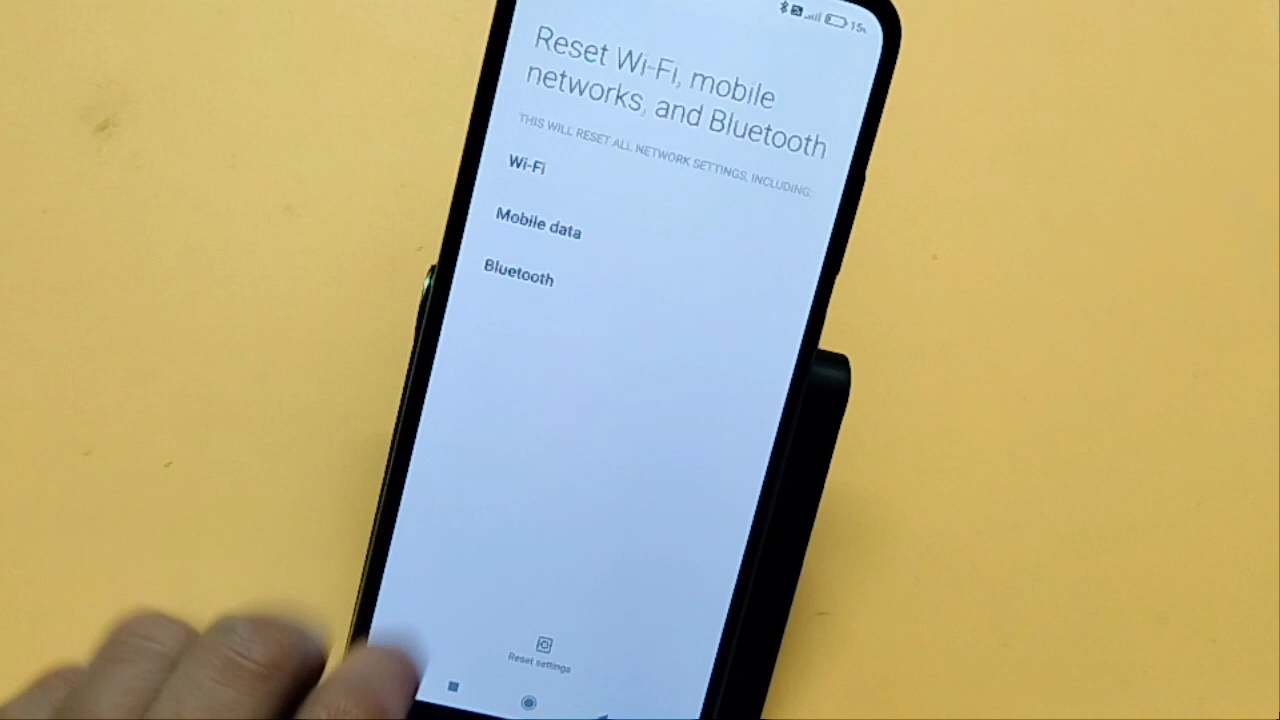 15%
Reset Wi-Fi, mobile
networks, and Bluetooth
THIS WILL RESET ALL NETWORK SETTINGS, INCLUDING:
Wi-Fi
Mobile data
Bluetooth
Reset settings